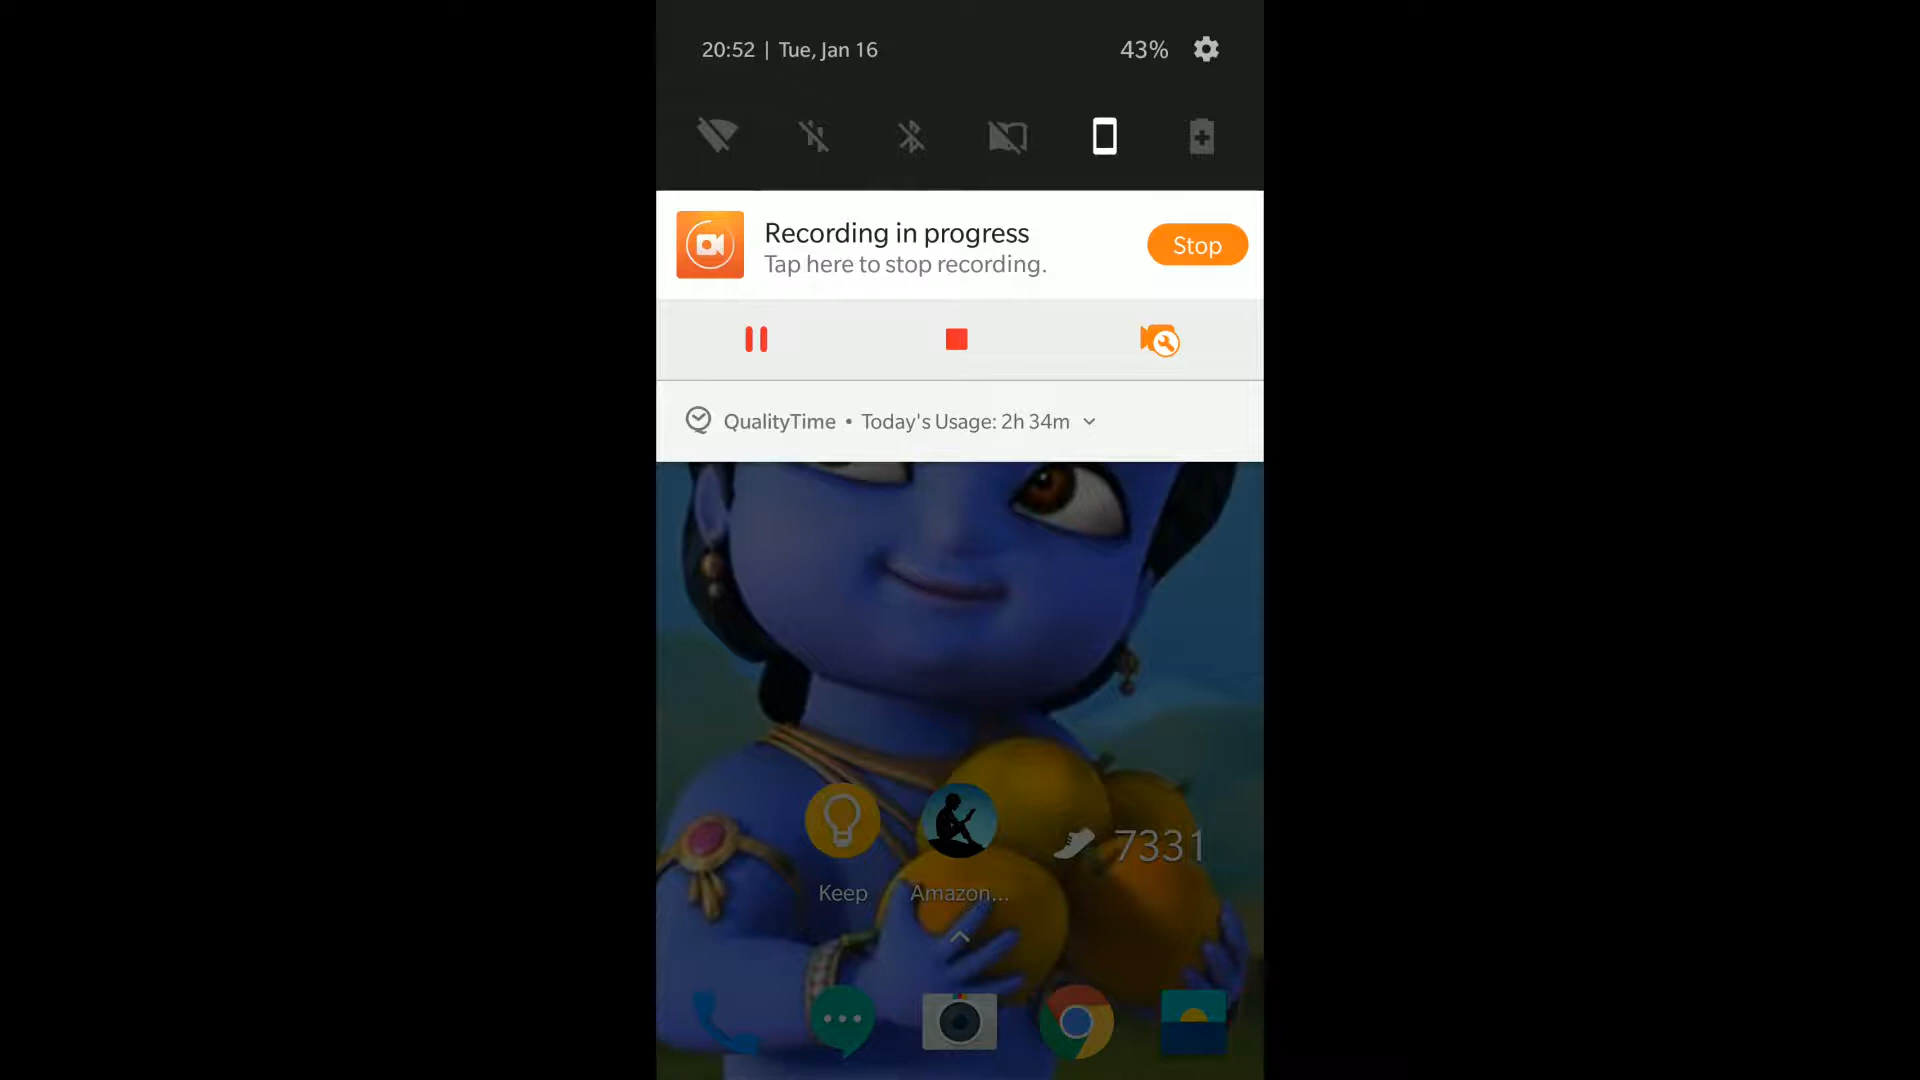 20:52 | Tue, Jan 16
43%
Recording in progress
Tap here to stop recording.
Stop
QualityTime • Today's Usage: 2h 34m
7331
Keep
Amazon...